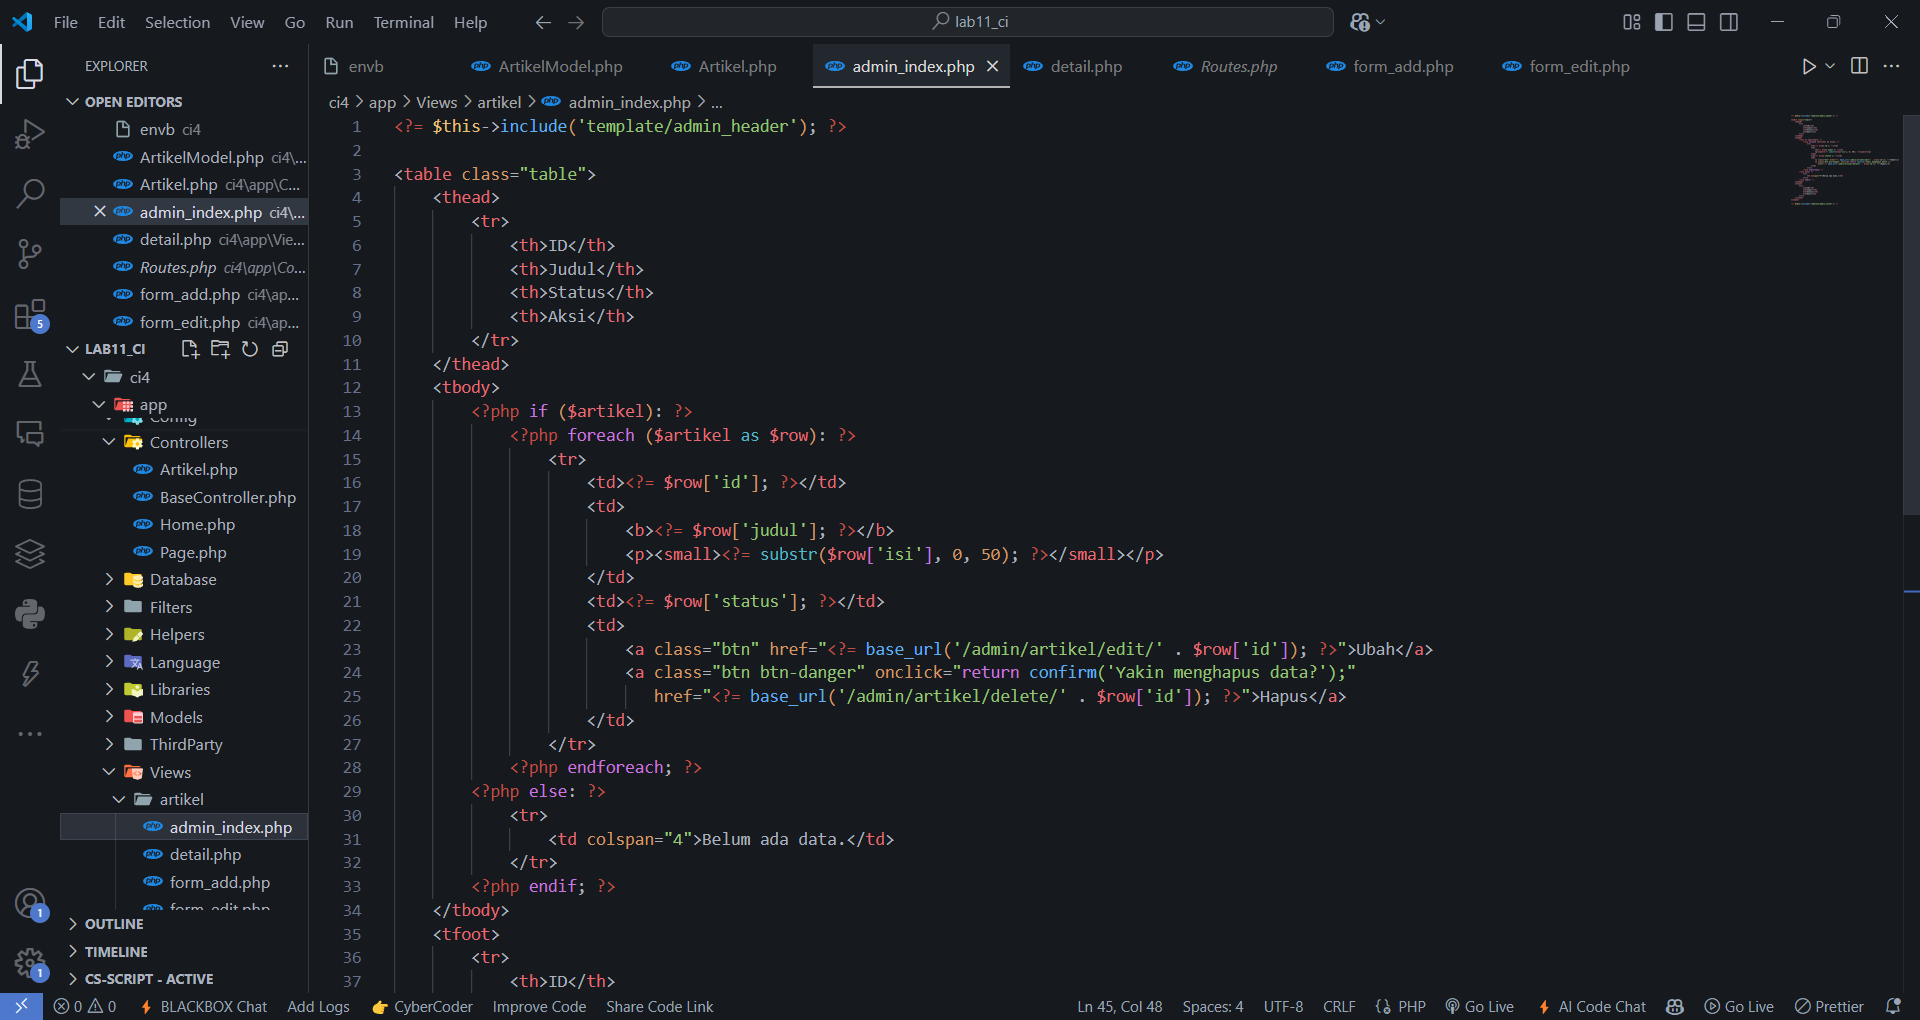 File Edit Selection View Go Run Terminal Help
lab11_ci
EXPLORER
OPEN EDITORS
envb ci4
ArtikelModel.php ci4\...
Artikel.php ci4\app\C...
admin_index.php ci4\...
detail.php ci4\app\Vie...
Routes.php ci4\app\Co...
form_add.php ci4\ap...
form_edit.php ci4\ap...
LAB11_CI
ci4
app
Config
Controllers
Artikel.php
BaseController.php
Home.php
Page.php
Database
Filters
Helpers
Language
Libraries
Models
ThirdParty
Views
artikel
admin_index.php
detail.php
form_add.php
form_edit.php
OUTLINE
TIMELINE
CS-SCRIPT - ACTIVE
5
1
1
envb ArtikelModel.php Artikel.php admin_index.php detail.php Routes.php form_add.php form_edit.php
ci4 > app > Views > artikel > admin_index.php > ...
1 <?= $this->include('template/admin_header'); ?>
2
3 <table class="table">
4     <thead>
5         <tr>
6             <th>ID</th>
7             <th>Judul</th>
8             <th>Status</th>
9             <th>Aksi</th>
10         </tr>
11     </thead>
12     <tbody>
13         <?php if ($artikel): ?>
14             <?php foreach ($artikel as $row): ?>
15                 <tr>
16                     <td><?= $row['id']; ?></td>
17                     <td>
18                         <b><?= $row['judul']; ?></b>
19                         <p><small><?= substr($row['isi'], 0, 50); ?></small></p>
20                     </td>
21                     <td><?= $row['status']; ?></td>
22                     <td>
23                         <a class="btn" href="<?= base_url('/admin/artikel/edit/' . $row['id']); ?>">Ubah</a>
24                         <a class="btn btn-danger" onclick="return confirm('Yakin menghapus data?');"
25                            href="<?= base_url('/admin/artikel/delete/' . $row['id']); ?>">Hapus</a>
26                     </td>
27                 </tr>
28             <?php endforeach; ?>
29         <?php else: ?>
30             <tr>
31                 <td colspan="4">Belum ada data.</td>
32             </tr>
33         <?php endif; ?>
34     </tbody>
35     <tfoot>
36         <tr>
37             <th>ID</th>
0 0 BLACKBOX Chat Add Logs CyberCoder Improve Code Share Code Link Ln 45, Col 48 Spaces: 4 UTF-8 CRLF PHP Go Live AI Code Chat Go Live Prettier